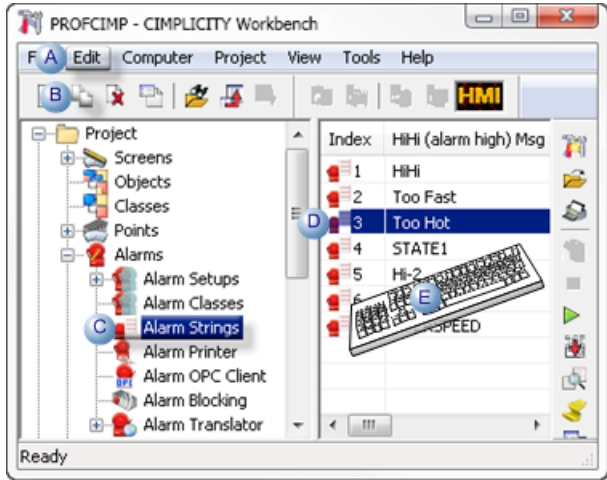 PROFCIMP - CIMPLICITY Workbench
F A Edit Computer Project View Tools Help
B HMI
Project
Screens
Objects
Classes
Points
Alarms
Alarm Setups
Alarm Classes
C Alarm Strings
Alarm Printer
OPC Alarm OPC Client
Alarm Blocking
Alarm Translator
Index HiHi (alarm high) Msg
1 HiHi
2 Too Fast
D 3 Too Hot
4 STATE1
5 Hi-2
E
Ready